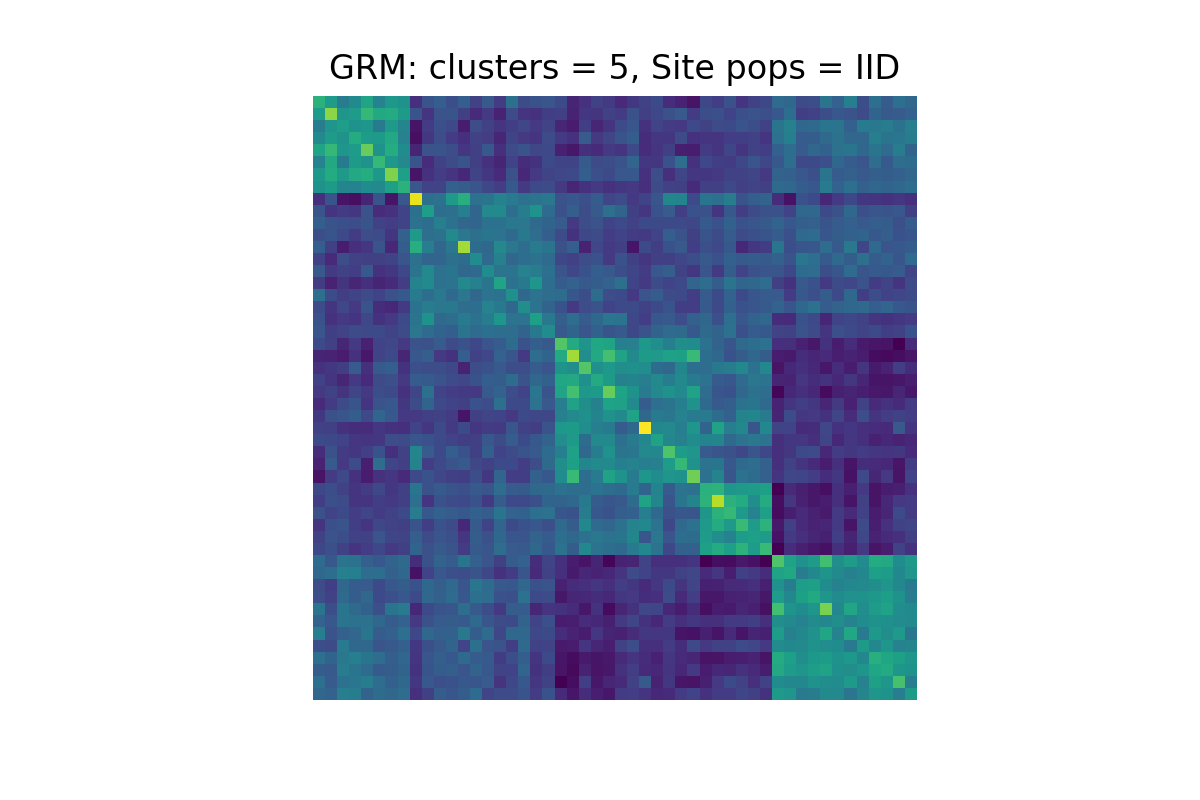 GRM: clusters = 5, Site pops = IID